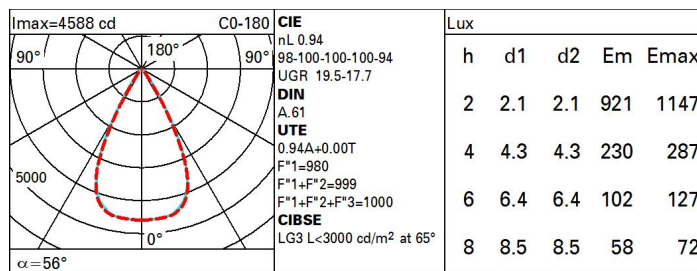 Imax=4588 cd C0-180
90° 180° 90°
5000
0°
α=56°
CIE
nL 0.94
98-100-100-100-94
UGR 19.5-17.7
DIN
A.61
UTE
0.94A+0.00T
F"1=980
F"1+F"2=999
F"1+F"2+F"3=1000
CIBSE
LG3 L<3000 cd/m² at 65°
Lux
h d1 d2 Em Emax
2 2.1 2.1 921 1147
4 4.3 4.3 230 287
6 6.4 6.4 102 127
8 8.5 8.5 58 72